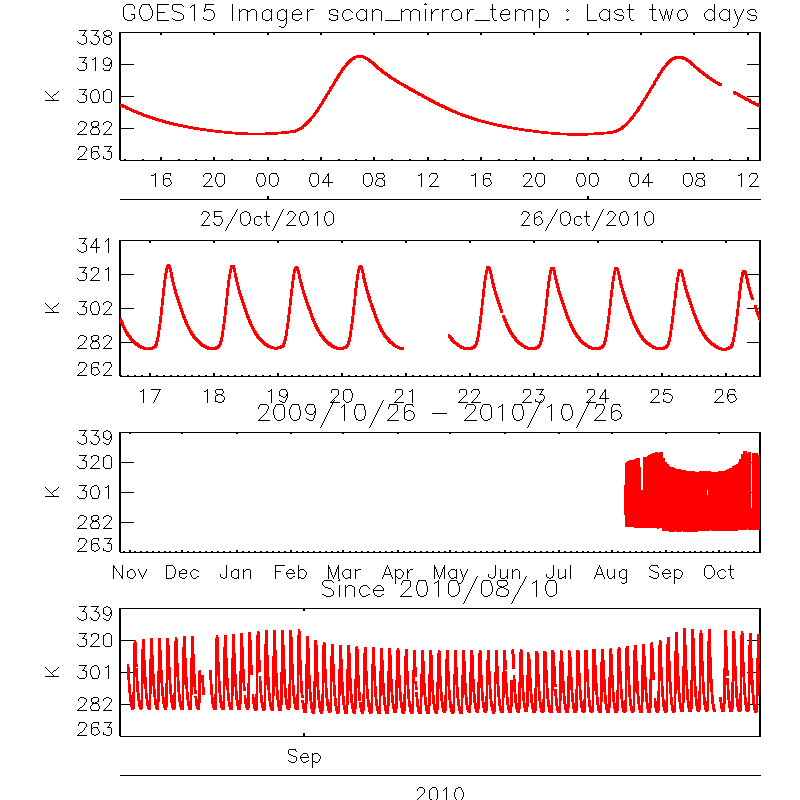 GOES15 Imager scan_mirror_temp : Last two days
338
319
300
282
263
K
16 20 00 04 08 12 16 20 00 04 08 12
25/Oct/2010 26/Oct/2010
341
321
302
282
262
K
17 18 19 20 21 22 23 24 25 26
2009/10/26 - 2010/10/26
339
320
301
282
263
K
Nov Dec Jan Feb Mar Apr May Jun Jul Aug Sep Oct
Since 2010/08/10
339
320
301
282
263
K
Sep
2010